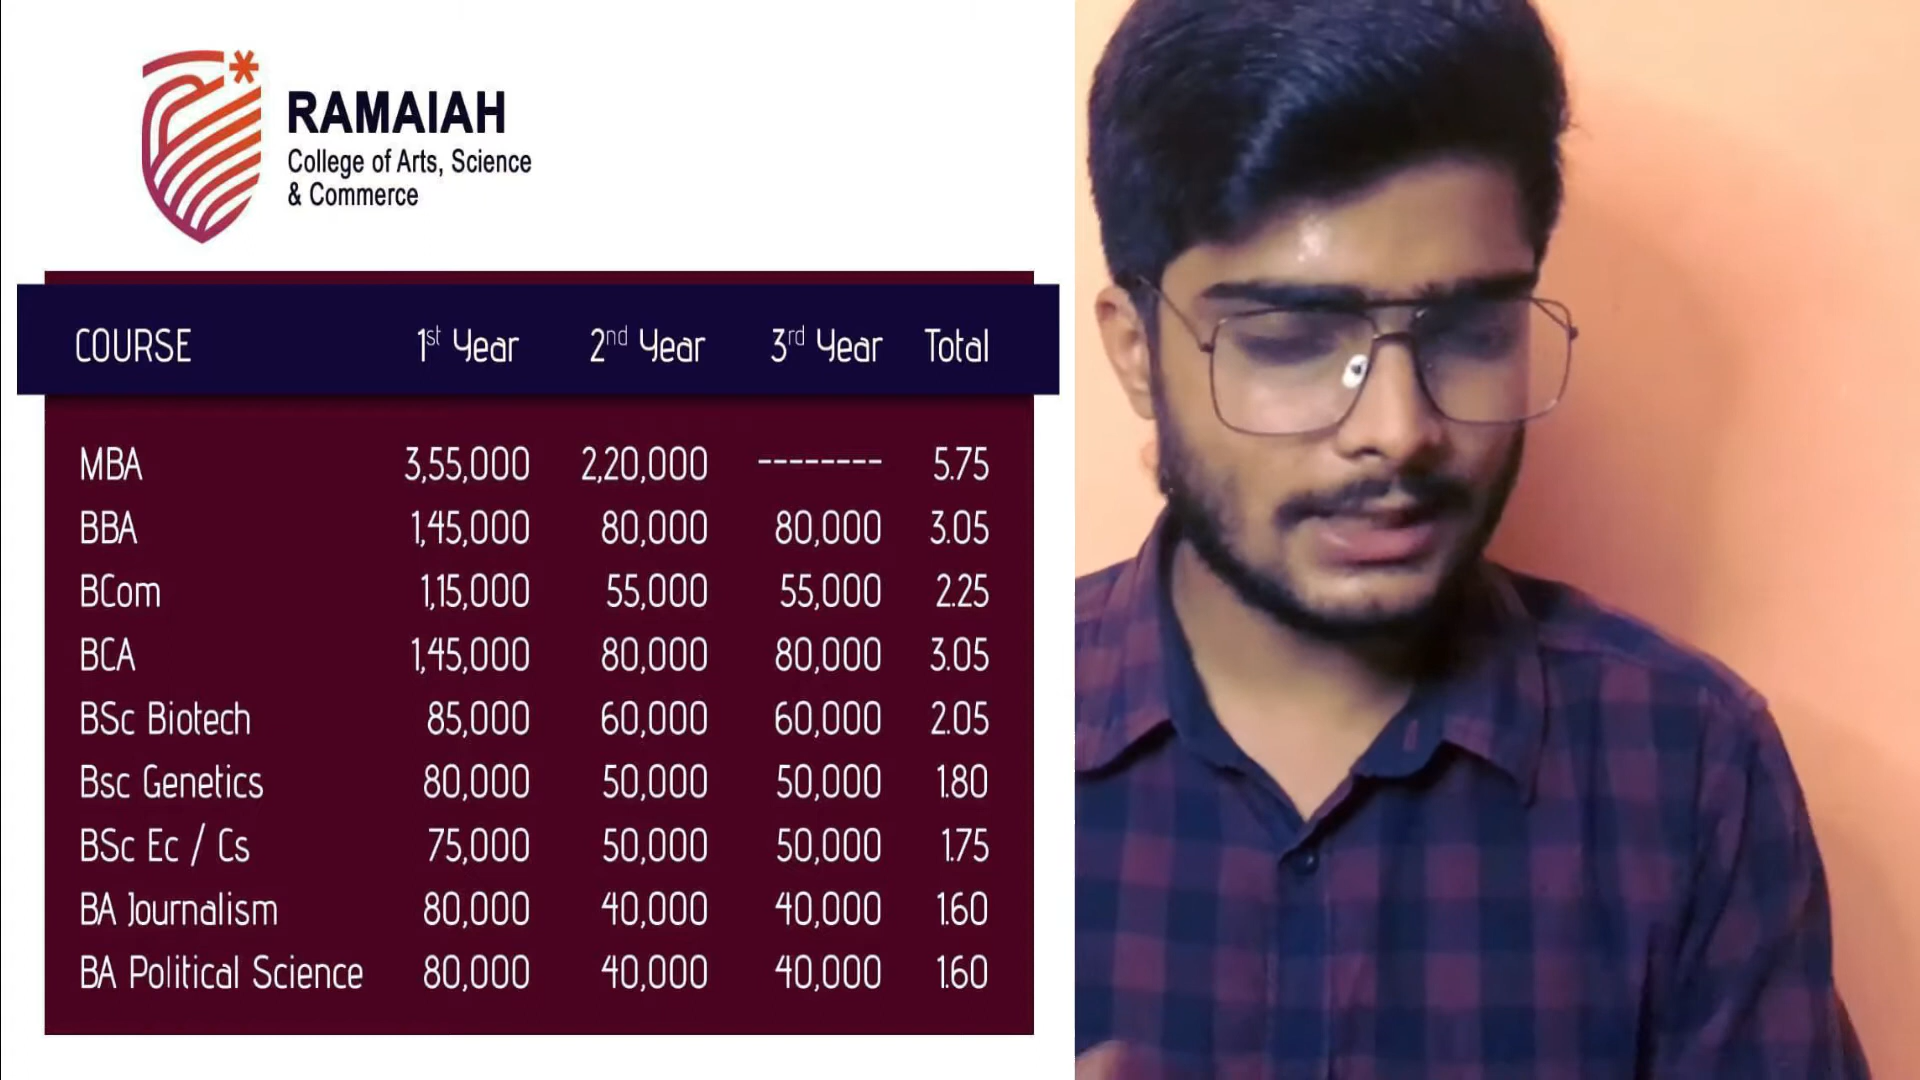 RAMAIAH
College of Arts, Science
& Commerce
COURSE 1st Year 2nd Year 3rd Year Total
MBA 3,55,000 2,20,000 -------- 5.75
BBA 1,45,000 80,000 80,000 3.05
BCom 1,15,000 55,000 55,000 2.25
BCA 1,45,000 80,000 80,000 3.05
BSc Biotech 85,000 60,000 60,000 2.05
Bsc Genetics 80,000 50,000 50,000 1.80
BSc Ec / Cs 75,000 50,000 50,000 1.75
BA Journalism 80,000 40,000 40,000 1.60
BA Political Science 80,000 40,000 40,000 1.60